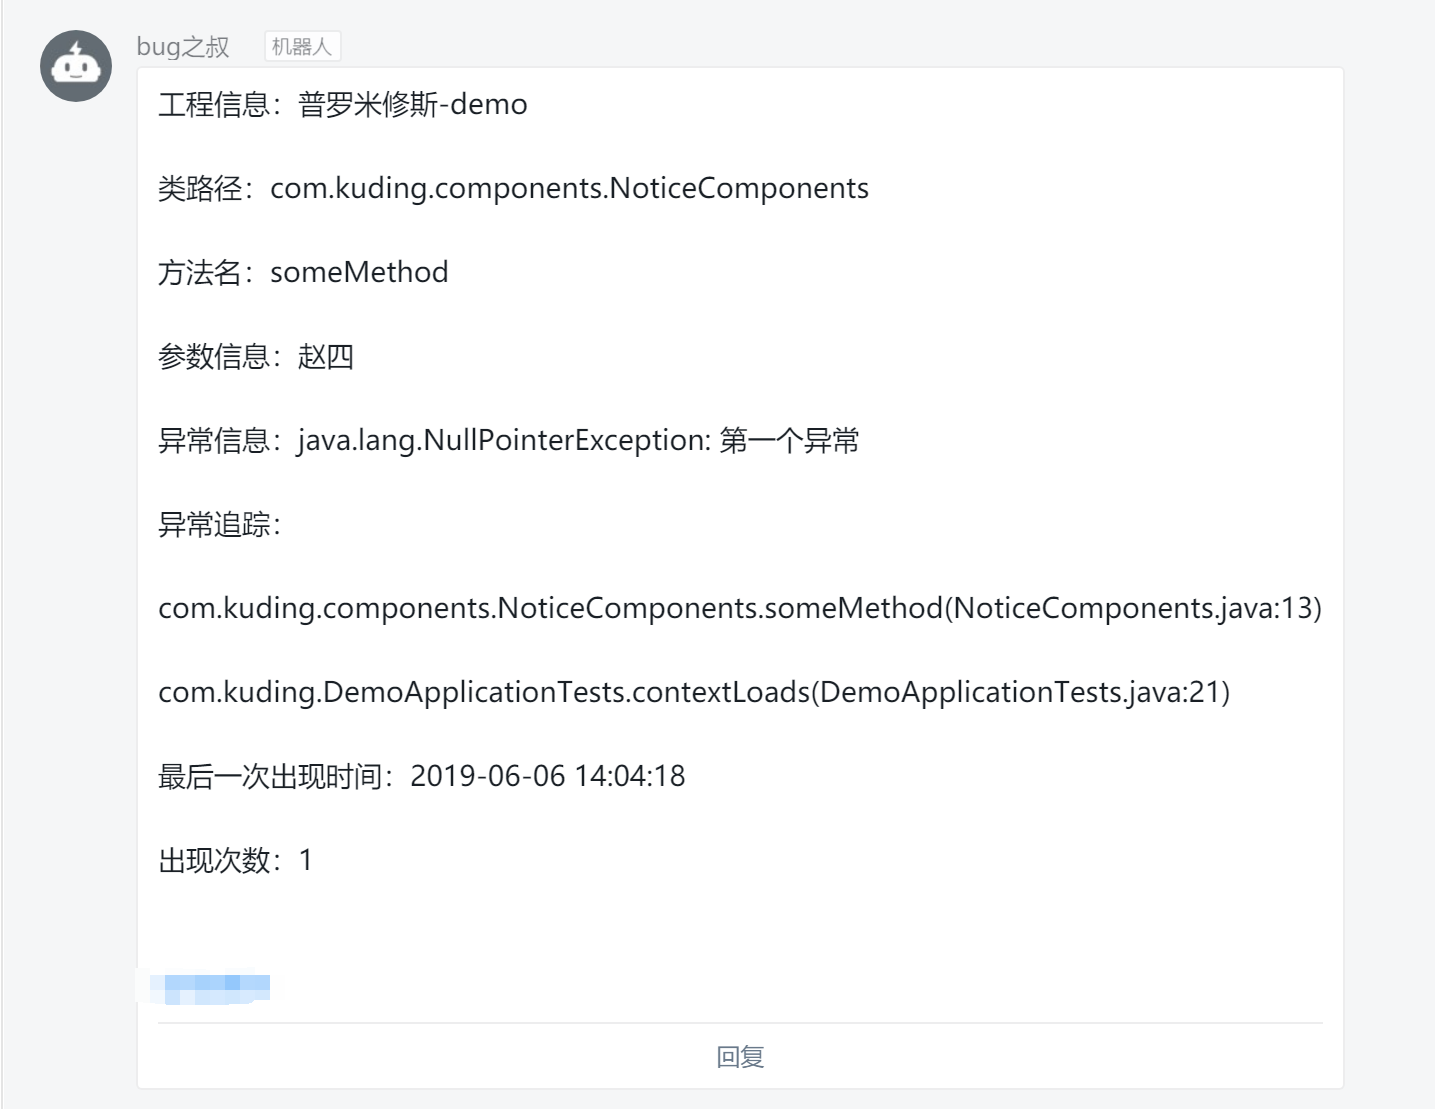 bug之叔 机器人
工程信息：普罗米修斯-demo
类路径：com.kuding.components.NoticeComponents
方法名：someMethod
参数信息：赵四
异常信息：java.lang.NullPointerException: 第一个异常
异常追踪：
com.kuding.components.NoticeComponents.someMethod(NoticeComponents.java:13)
com.kuding.DemoApplicationTests.contextLoads(DemoApplicationTests.java:21)
最后一次出现时间：2019-06-06 14:04:18
出现次数：1
回复